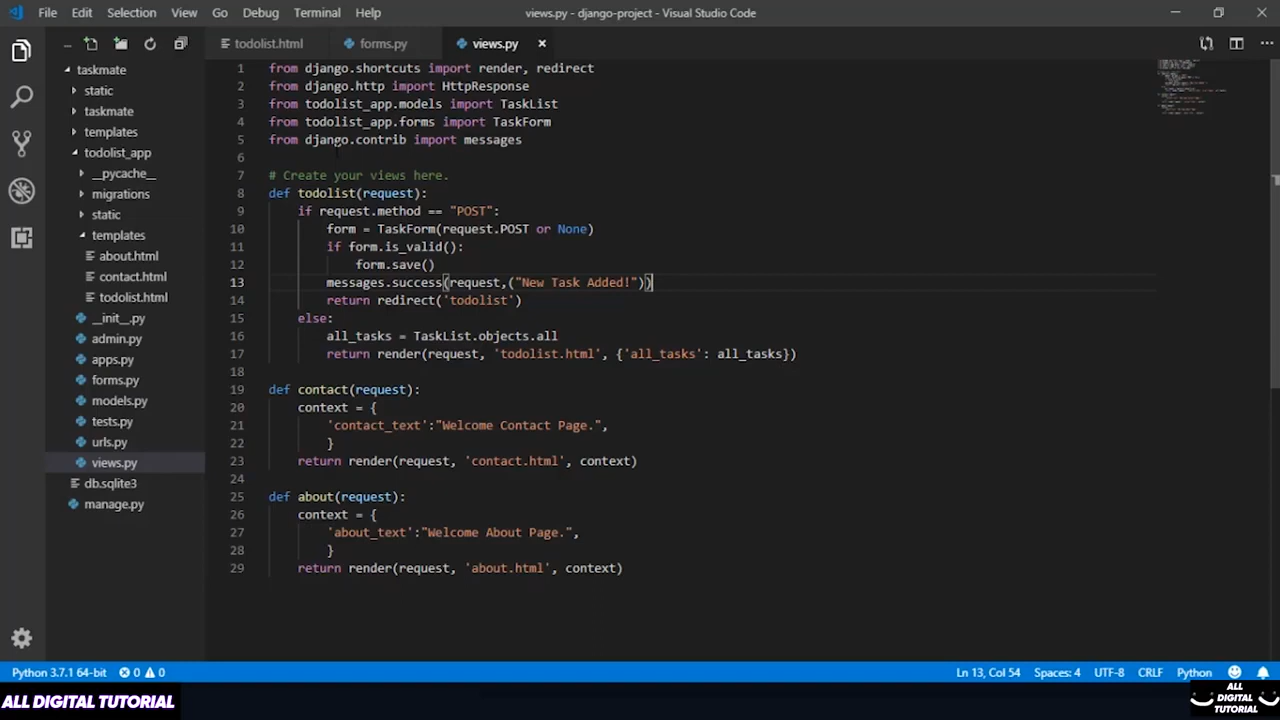 File Edit Selection View Go Debug Terminal Help views.py - django-project - Visual Studio Code
... todolist.html forms.py views.py
taskmate
static
taskmate
templates
todolist_app
__pycache__
migrations
static
templates
about.html
contact.html
todolist.html
__init__.py
admin.py
apps.py
forms.py
models.py
tests.py
urls.py
views.py
db.sqlite3
manage.py
1 from django.shortcuts import render, redirect
2 from django.http import HttpResponse
3 from todolist_app.models import TaskList
4 from todolist_app.forms import TaskForm
5 from django.contrib import messages
6
7 # Create your views here.
8 def todolist(request):
9 if request.method == "POST":
10 form = TaskForm(request.POST or None)
11 if form.is_valid():
12 form.save()
13 messages.success(request,("New Task Added!"))
14 return redirect('todolist')
15 else:
16 all_tasks = TaskList.objects.all
17 return render(request, 'todolist.html', {'all_tasks': all_tasks})
18
19 def contact(request):
20 context = {
21 'contact_text':"Welcome Contact Page.",
22 }
23 return render(request, 'contact.html', context)
24
25 def about(request):
26 context = {
27 'about_text':"Welcome About Page.",
28 }
29 return render(request, 'about.html', context)
Python 3.7.1 64-bit 0 0 Ln 13, Col 54 Spaces: 4 UTF-8 CRLF Python
ALL DIGITAL TUTORIAL
ALL
DIGITAL
TUTORIAL